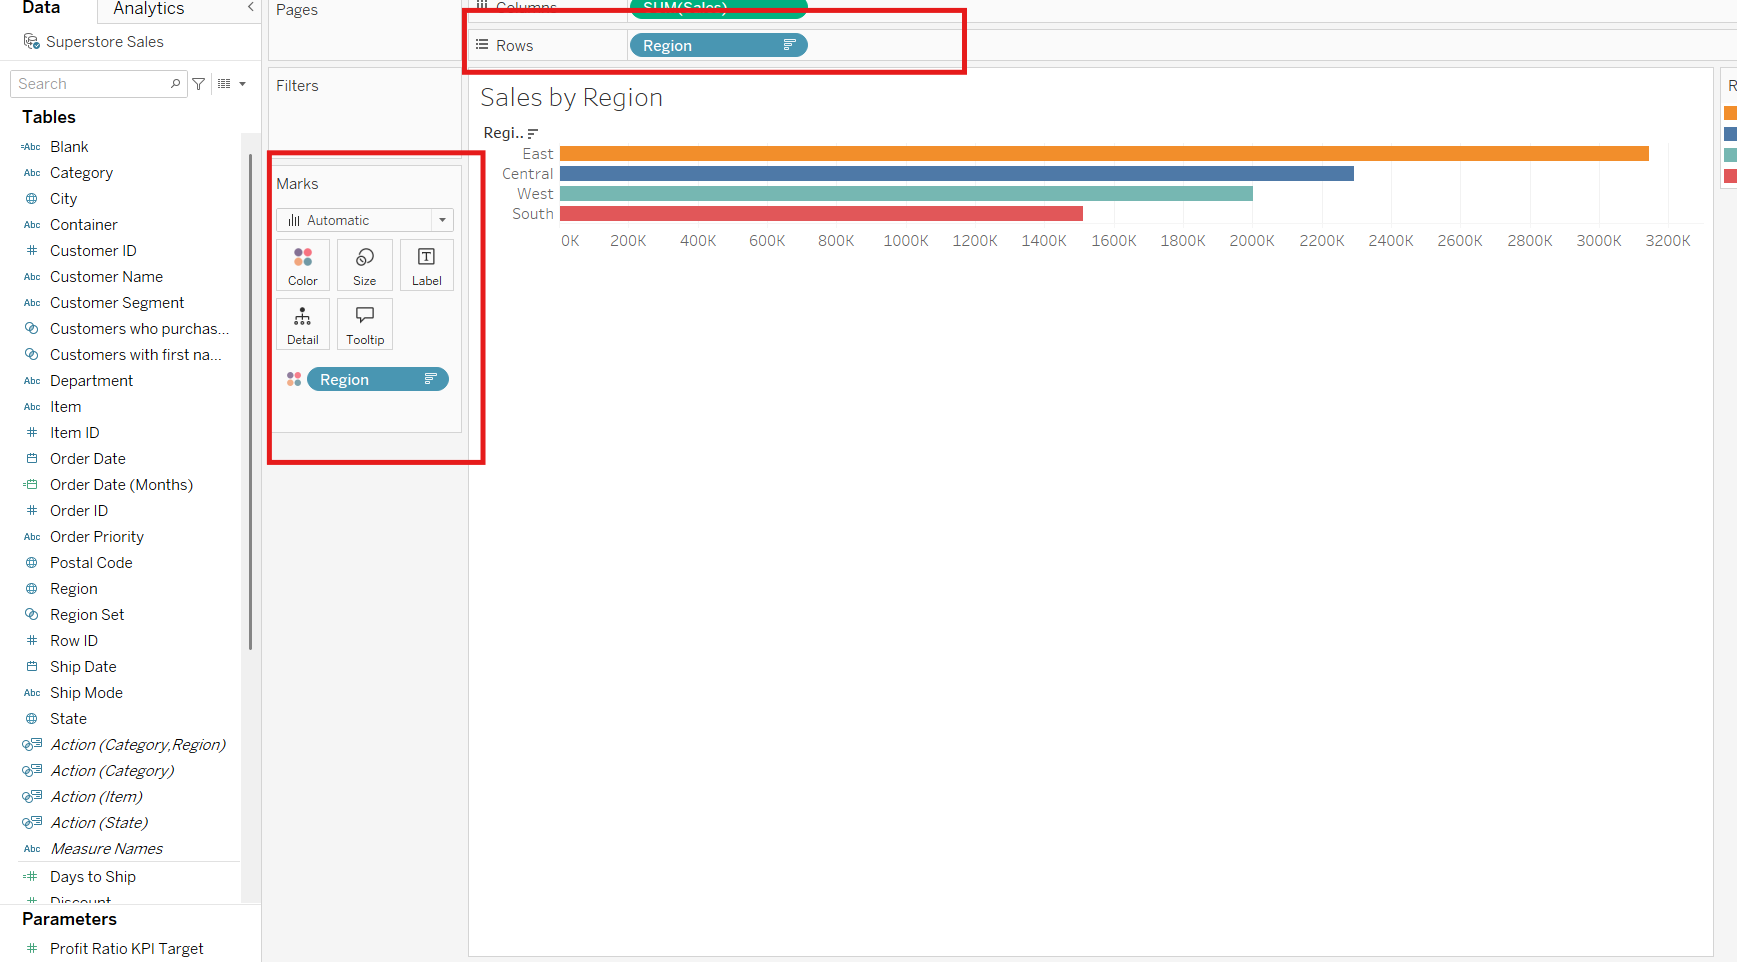 Data
Analytics
Superstore Sales
Search
Tables
Abc Blank
Abc Category
City
Abc Container
Customer ID
Abc Customer Name
Abc Customer Segment
Customers who purchas...
Customers with first na...
Abc Department
Abc Item
Item ID
Order Date
Order Date (Months)
Order ID
Abc Order Priority
Postal Code
Region
Region Set
Row ID
Ship Date
Abc Ship Mode
State
Action (Category,Region)
Action (Category)
Action (Item)
Action (State)
Abc Measure Names
Days to Ship
Discount
Parameters
Profit Ratio KPI Target
Pages
Filters
Marks
Automatic
Color
Size
Label
Detail
Tooltip
Region
Columns
SUM(Sales)
Rows
Region
Sales by Region
Regi..
East
Central
West
South
0K 200K 400K 600K 800K 1000K 1200K 1400K 1600K 1800K 2000K 2200K 2400K 2600K 2800K 3000K 3200K
R